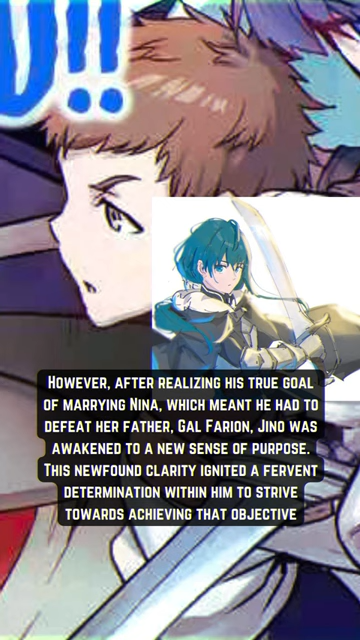 !!
However, after realizing his true goal
of marrying Nina, which meant he had to
defeat her father, Gal Farion, Jino was
awakened to a new sense of purpose.
This newfound clarity ignited a fervent
determination within him to strive
towards achieving that objective